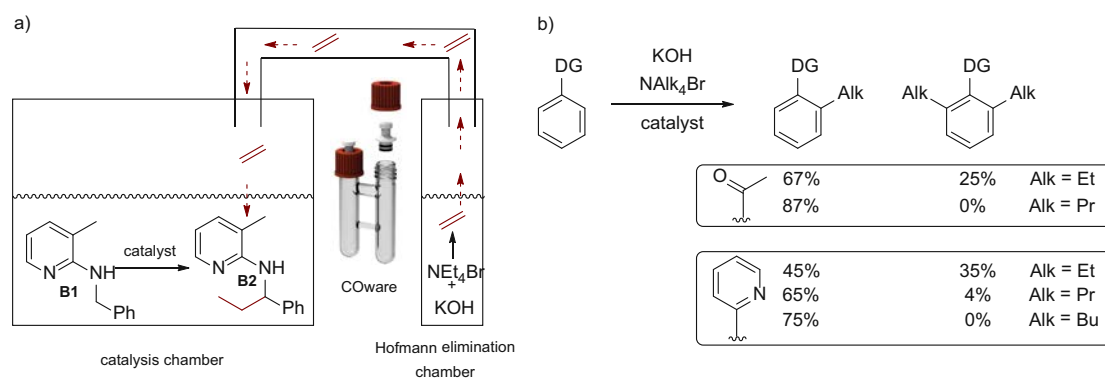 a)
B1
N
NH
Ph
catalyst
B2
N
NH
Ph
COware
NEt4Br
+
KOH
catalysis chamber
Hofmann elimination
chamber
b)
DG
KOH
NAlk4Br
catalyst
DG
Alk
DG
Alk
Alk
O
67% 25% Alk = Et
87% 0% Alk = Pr
N
45% 35% Alk = Et
65% 4% Alk = Pr
75% 0% Alk = Bu